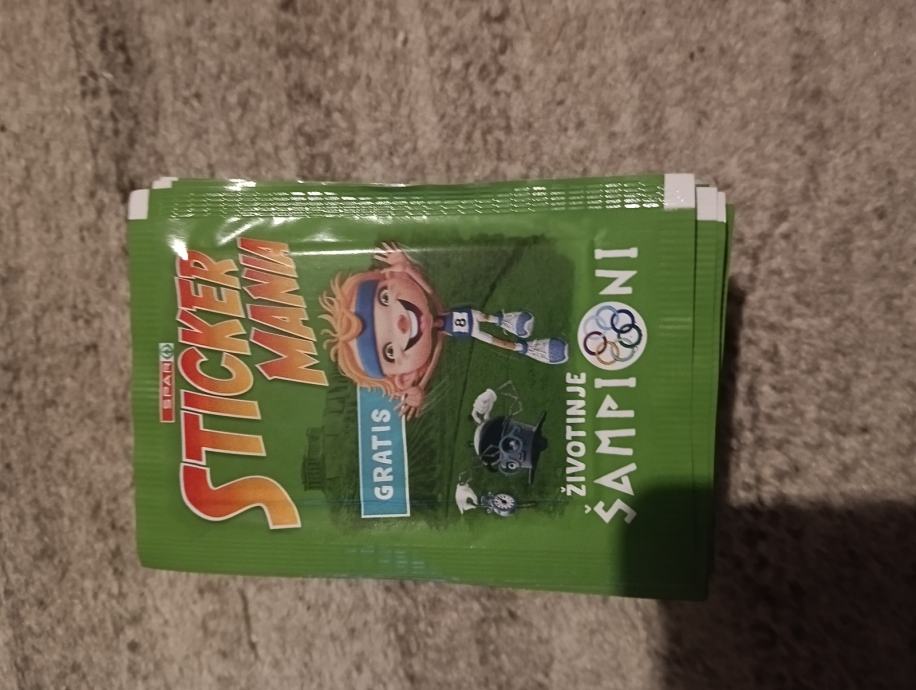 SPAR
STICKER
MANIA
GRATIS
8
ŽIVOTINJE
ŠAMPIONI